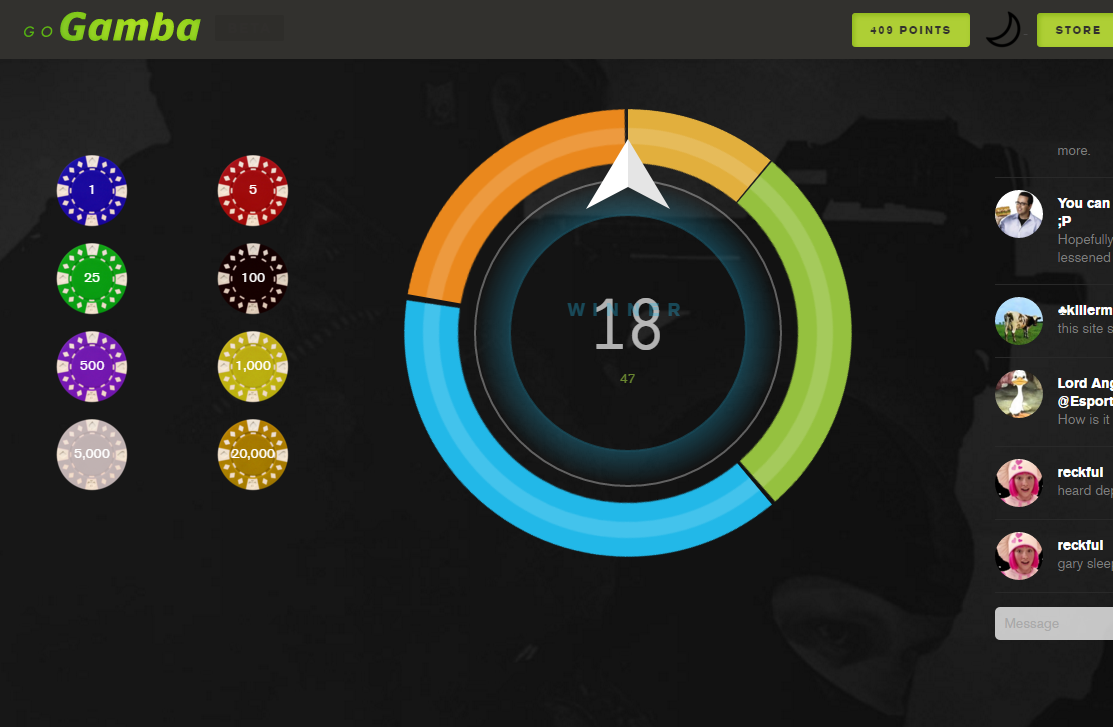 GO Gamba
409 POINTS
STORE
1
5
25
100
500
1,000
5,000
20,000
WINNER
18
47
more.
You can
;P
Hopefully
lessened
♣killerm
this site s
Lord Ang
@Esport
How is it
reckful
heard dep
reckful
gary sleep
Message